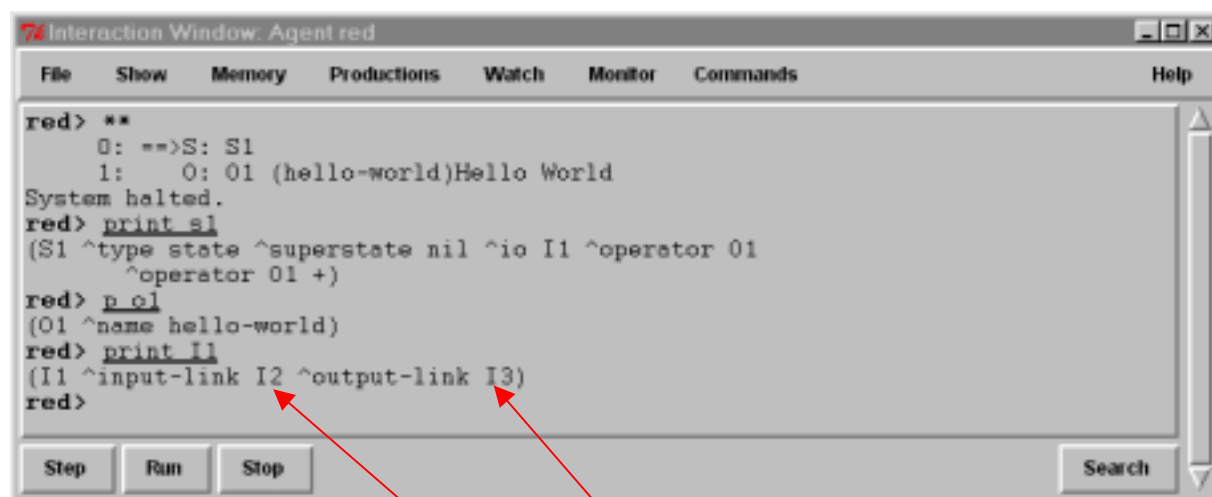 Interaction Window: Agent red
File Show Memory Productions Watch Monitor Commands Help
red> **
0: ==>S: S1
1: O: O1 (hello-world)Hello World
System halted.
red> print s1
(S1 ^type state ^superstate nil ^io I1 ^operator O1
^operator O1 +)
red> p o1
(O1 ^name hello-world)
red> print I1
(I1 ^input-link I2 ^output-link I3)
red>
Step Run Stop Search